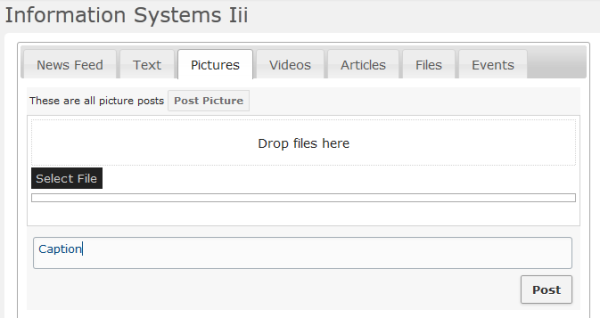 Information Systems Iii
News Feed Text Pictures Videos Articles Files Events
These are all picture posts Post Picture
Drop files here
Select File
Caption
Post